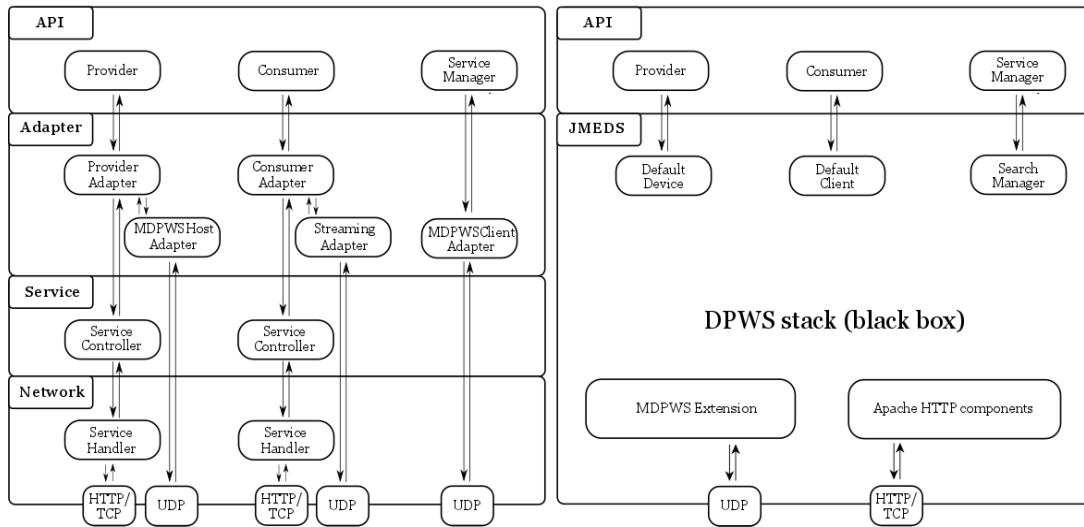 API
Provider
Consumer
Service
Manager
Adapter
Provider
Adapter
Consumer
Adapter
MDPWSHost
Adapter
Streaming
Adapter
MDPWSClient
Adapter
Service
Service
Controller
Service
Controller
Network
Service
Handler
Service
Handler
HTTP/
TCP
UDP
HTTP/
TCP
UDP
UDP
API
Provider
Consumer
Service
Manager
JMEDS
Default
Device
Default
Client
Search
Manager
DPWS stack (black box)
MDPWS Extension
Apache HTTP components
UDP
HTTP/
TCP